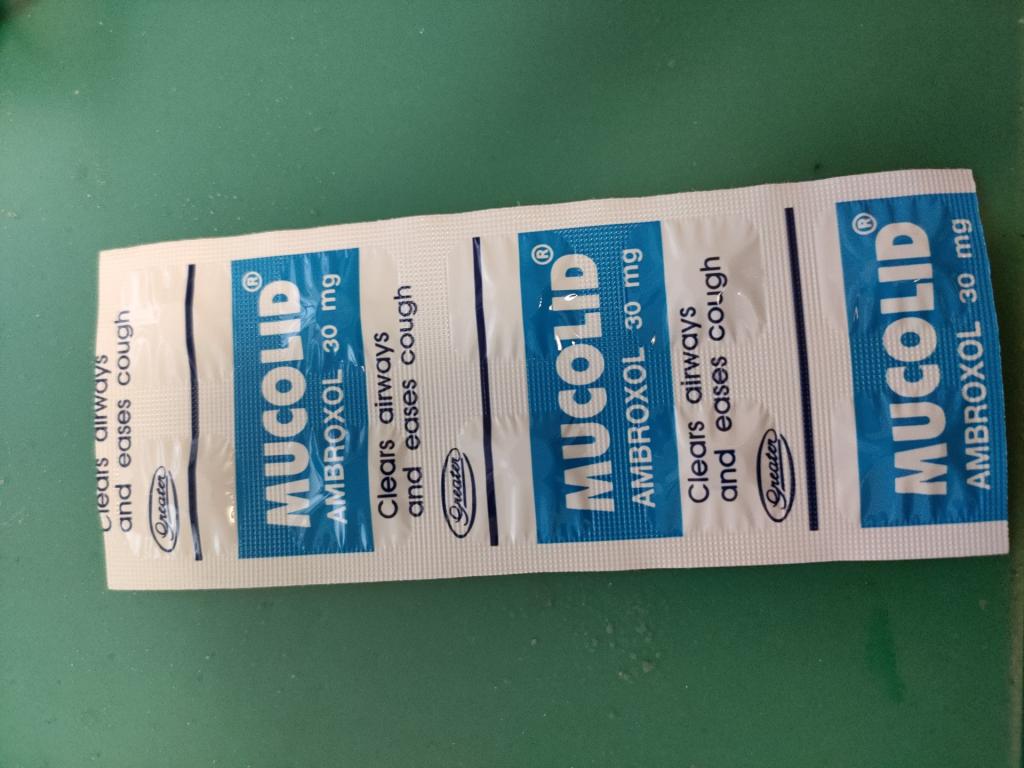 Clears airways
and eases cough
Greater
MUCOLID®
AMBROXOL 30 mg
Clears airways
and eases cough
Greater
MUCOLID®
AMBROXOL 30 mg
Clears airways
and eases cough
Greater
MUCOLID®
AMBROXOL 30 mg